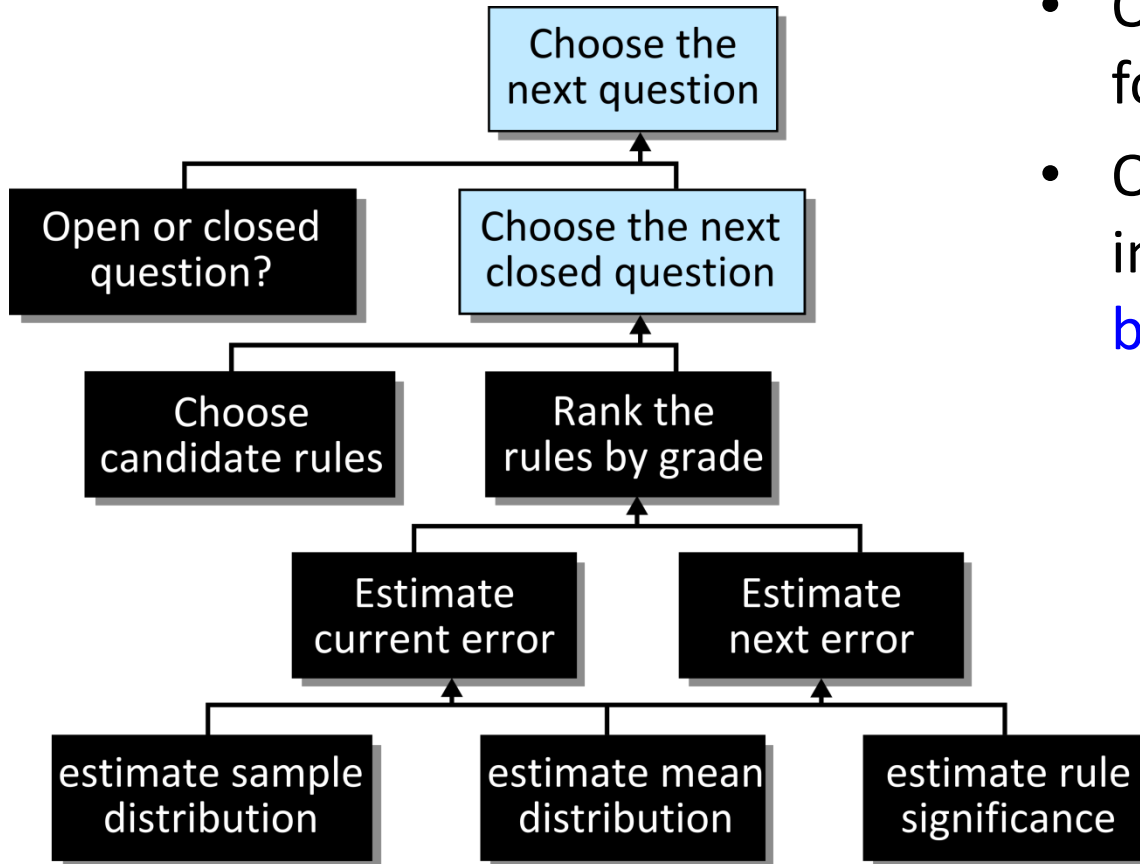 Choose the
next question
Open or closed
question?
Choose the next
closed question
Choose
candidate rules
Rank the
rules by grade
Estimate
current error
Estimate
next error
estimate sample
distribution
estimate mean
distribution
estimate rule
significance